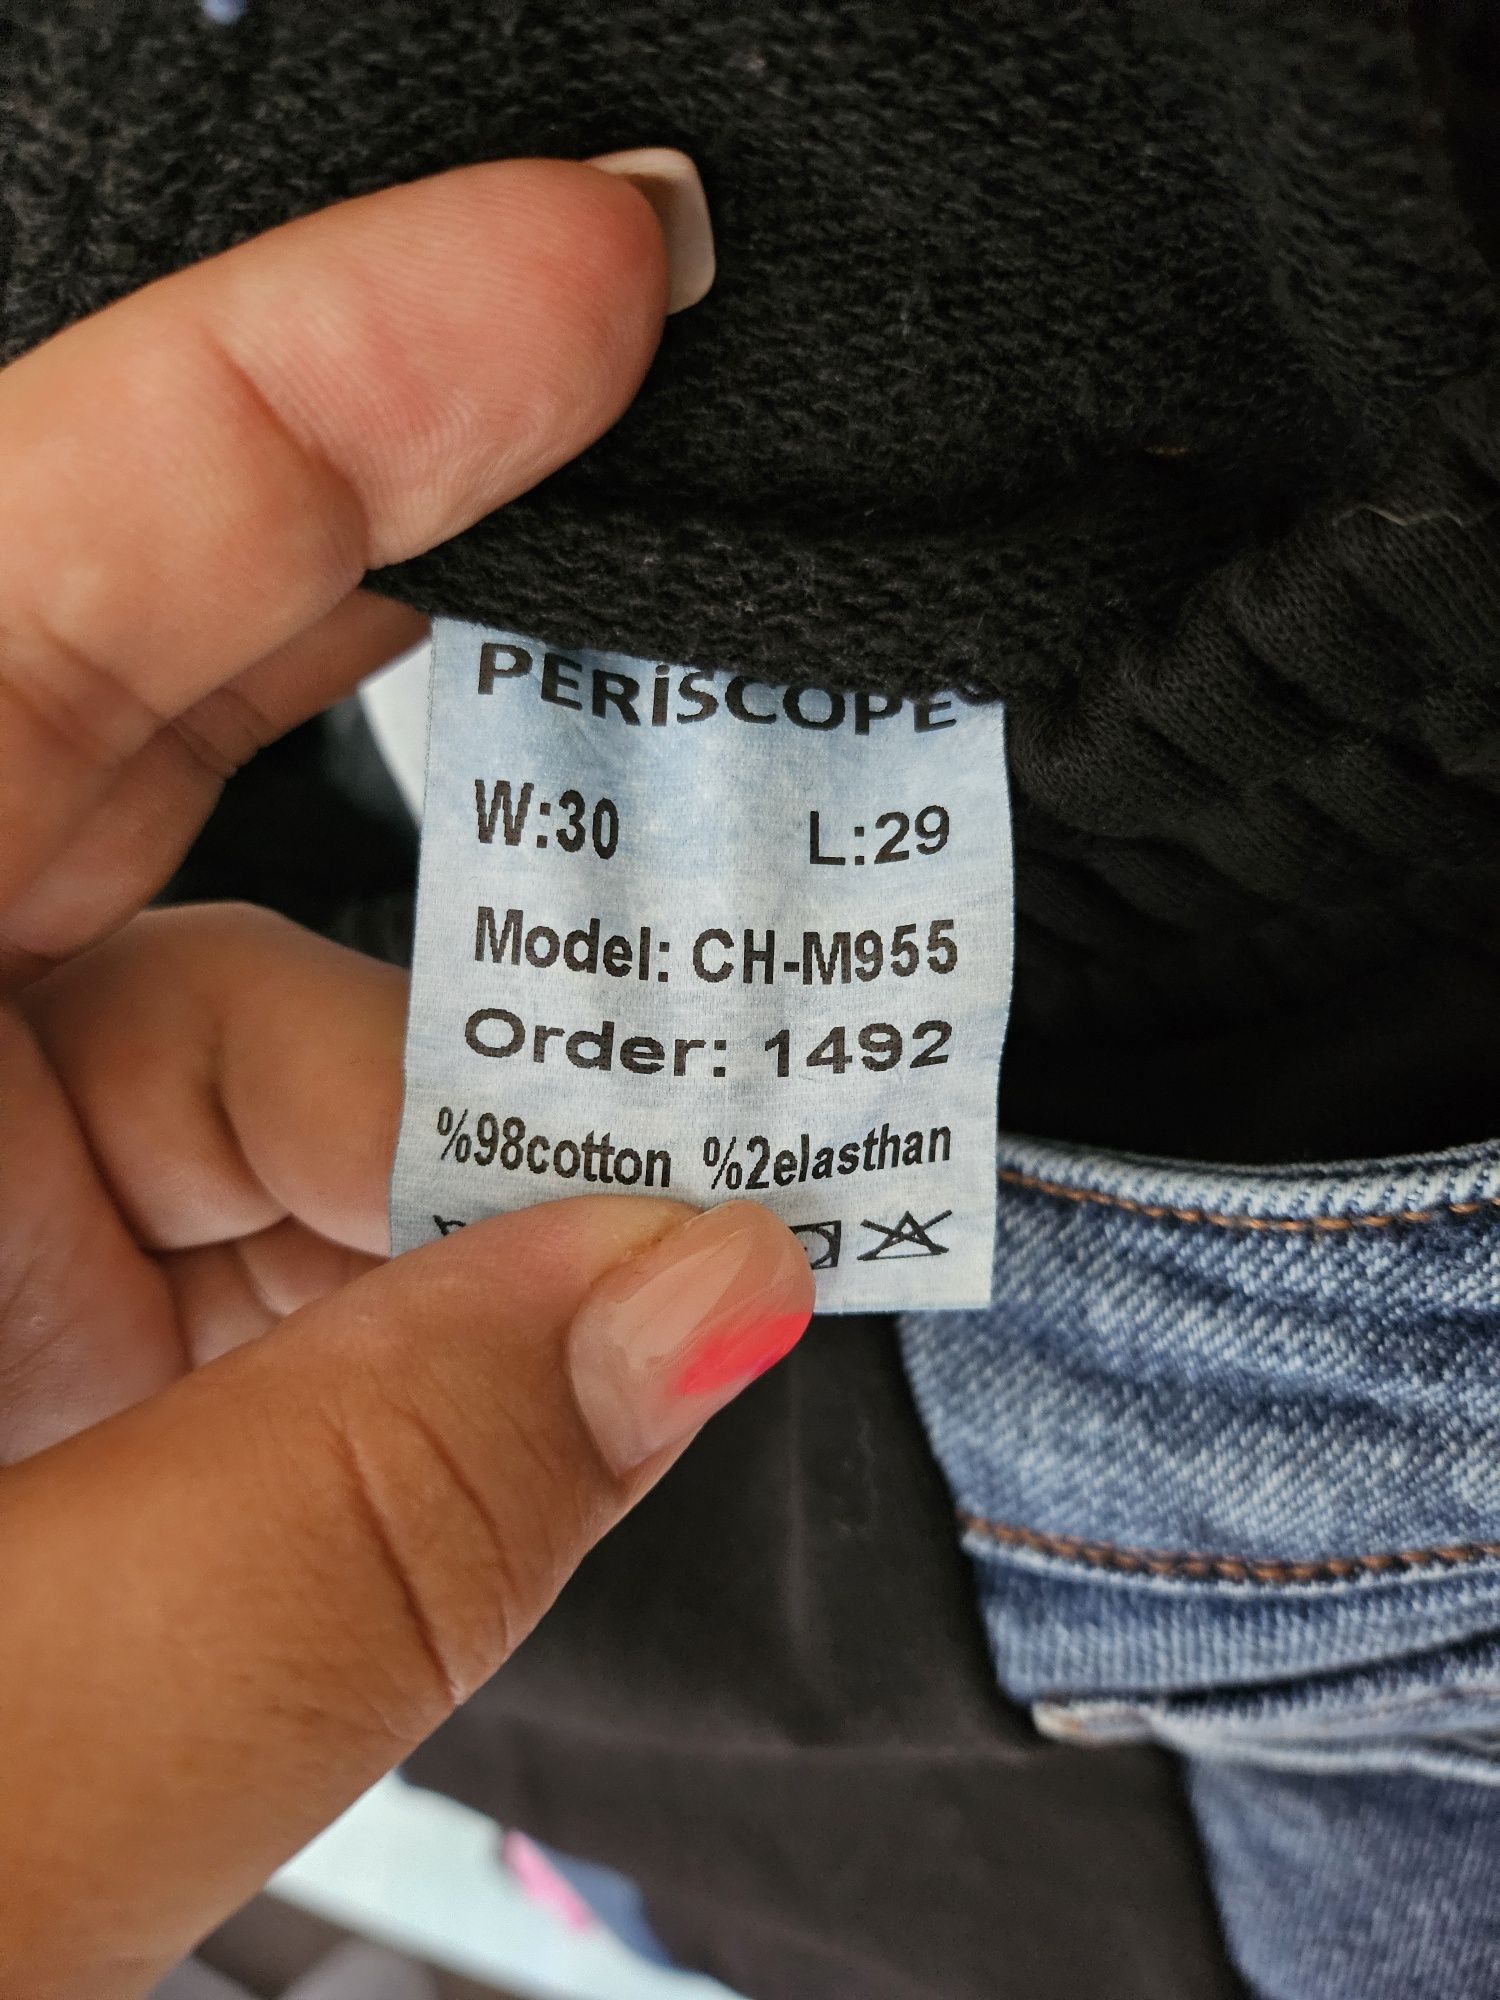 PERiSCOPE®
W:30 L:29
Model: CH-M955
Order: 1492
%98cotton %2elasthan